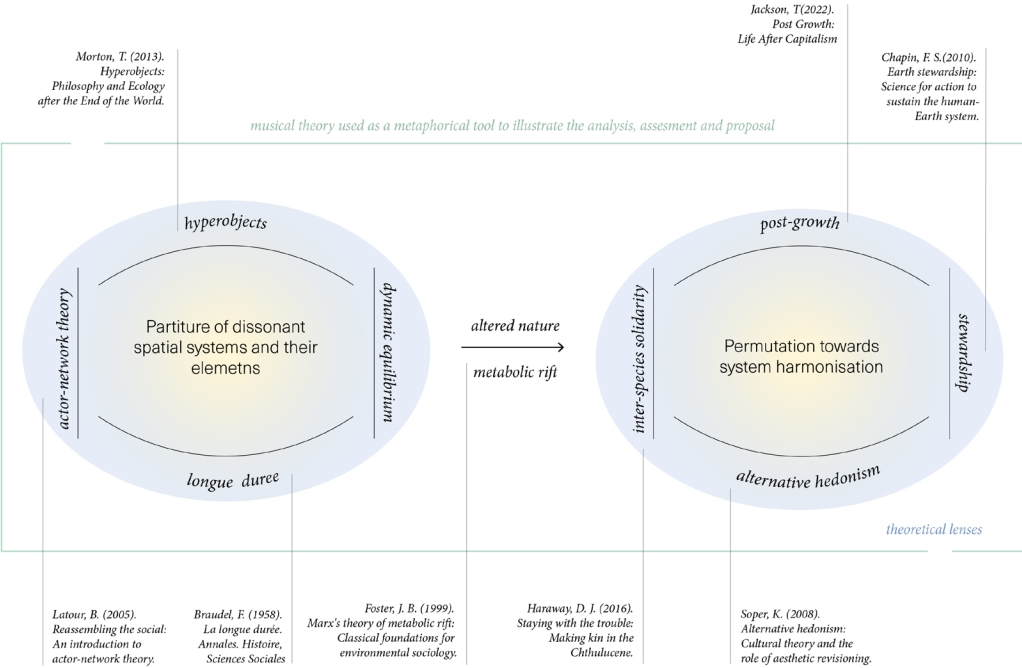 Jackson, T(2022).
Post Growth:
Life After Capitalism
Morton, T. (2013).
Hyperobjects:
Philosophy and Ecology
after the End of the World.
Chapin, F. S.(2010).
Earth stewardship:
Science for action to
sustain the human-
Earth system.
musical theory used as a metaphorical tool to illustrate the analysis, assesment and proposal
hyperobjects
actor-network theory
Partiture of dissonant
spatial systems and their
elemetns
dynamic equilibrium
longue duree
altered nature
metabolic rift
post-growth
inter-species solidarity
Permutation towards
system harmonisation
stewardship
alternative hedonism
theoretical lenses
Latour, B. (2005).
Reassembling the social:
An introduction to
actor-network theory.
Braudel, F. (1958).
La longue durée.
Annales. Histoire,
Sciences Sociales
Foster, J. B. (1999).
Marx's theory of metabolic rift:
Classical foundations for
environmental sociology.
Haraway, D. J. (2016).
Staying with the trouble:
Making kin in the
Chthulucene.
Soper, K. (2008).
Alternative hedonism:
Cultural theory and the
role of aesthetic revisioning.